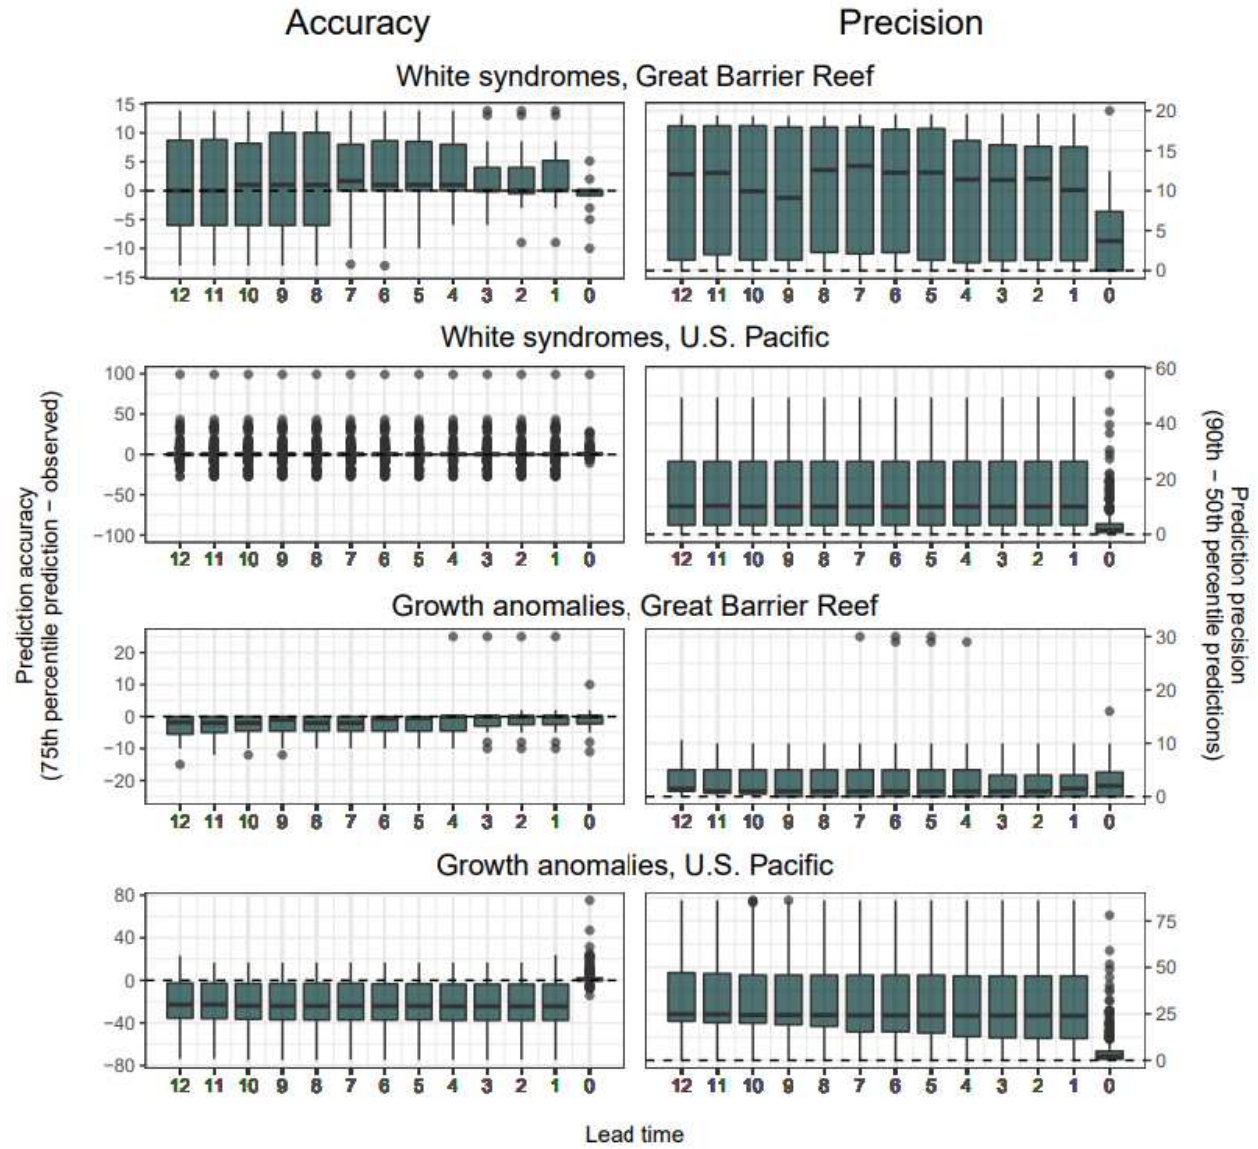 Accuracy Precision
White syndromes, Great Barrier Reef
15
10
5
0
−5
−10
−15
20
15
10
5
0
12 11 10 9 8 7 6 5 4 3 2 1 0
12 11 10 9 8 7 6 5 4 3 2 1 0
White syndromes, U.S. Pacific
100
50
0
−50
−100
60
40
20
0
12 11 10 9 8 7 6 5 4 3 2 1 0
12 11 10 9 8 7 6 5 4 3 2 1 0
Growth anomalies, Great Barrier Reef
20
10
0
−10
−20
30
20
10
0
12 11 10 9 8 7 6 5 4 3 2 1 0
12 11 10 9 8 7 6 5 4 3 2 1 0
Growth anomalies, U.S. Pacific
80
40
0
−40
−80
75
50
25
0
12 11 10 9 8 7 6 5 4 3 2 1 0
12 11 10 9 8 7 6 5 4 3 2 1 0
Prediction accuracy
(75th percentile prediction − observed)
Prediction precision
(90th − 50th percentile predictions)
Lead time